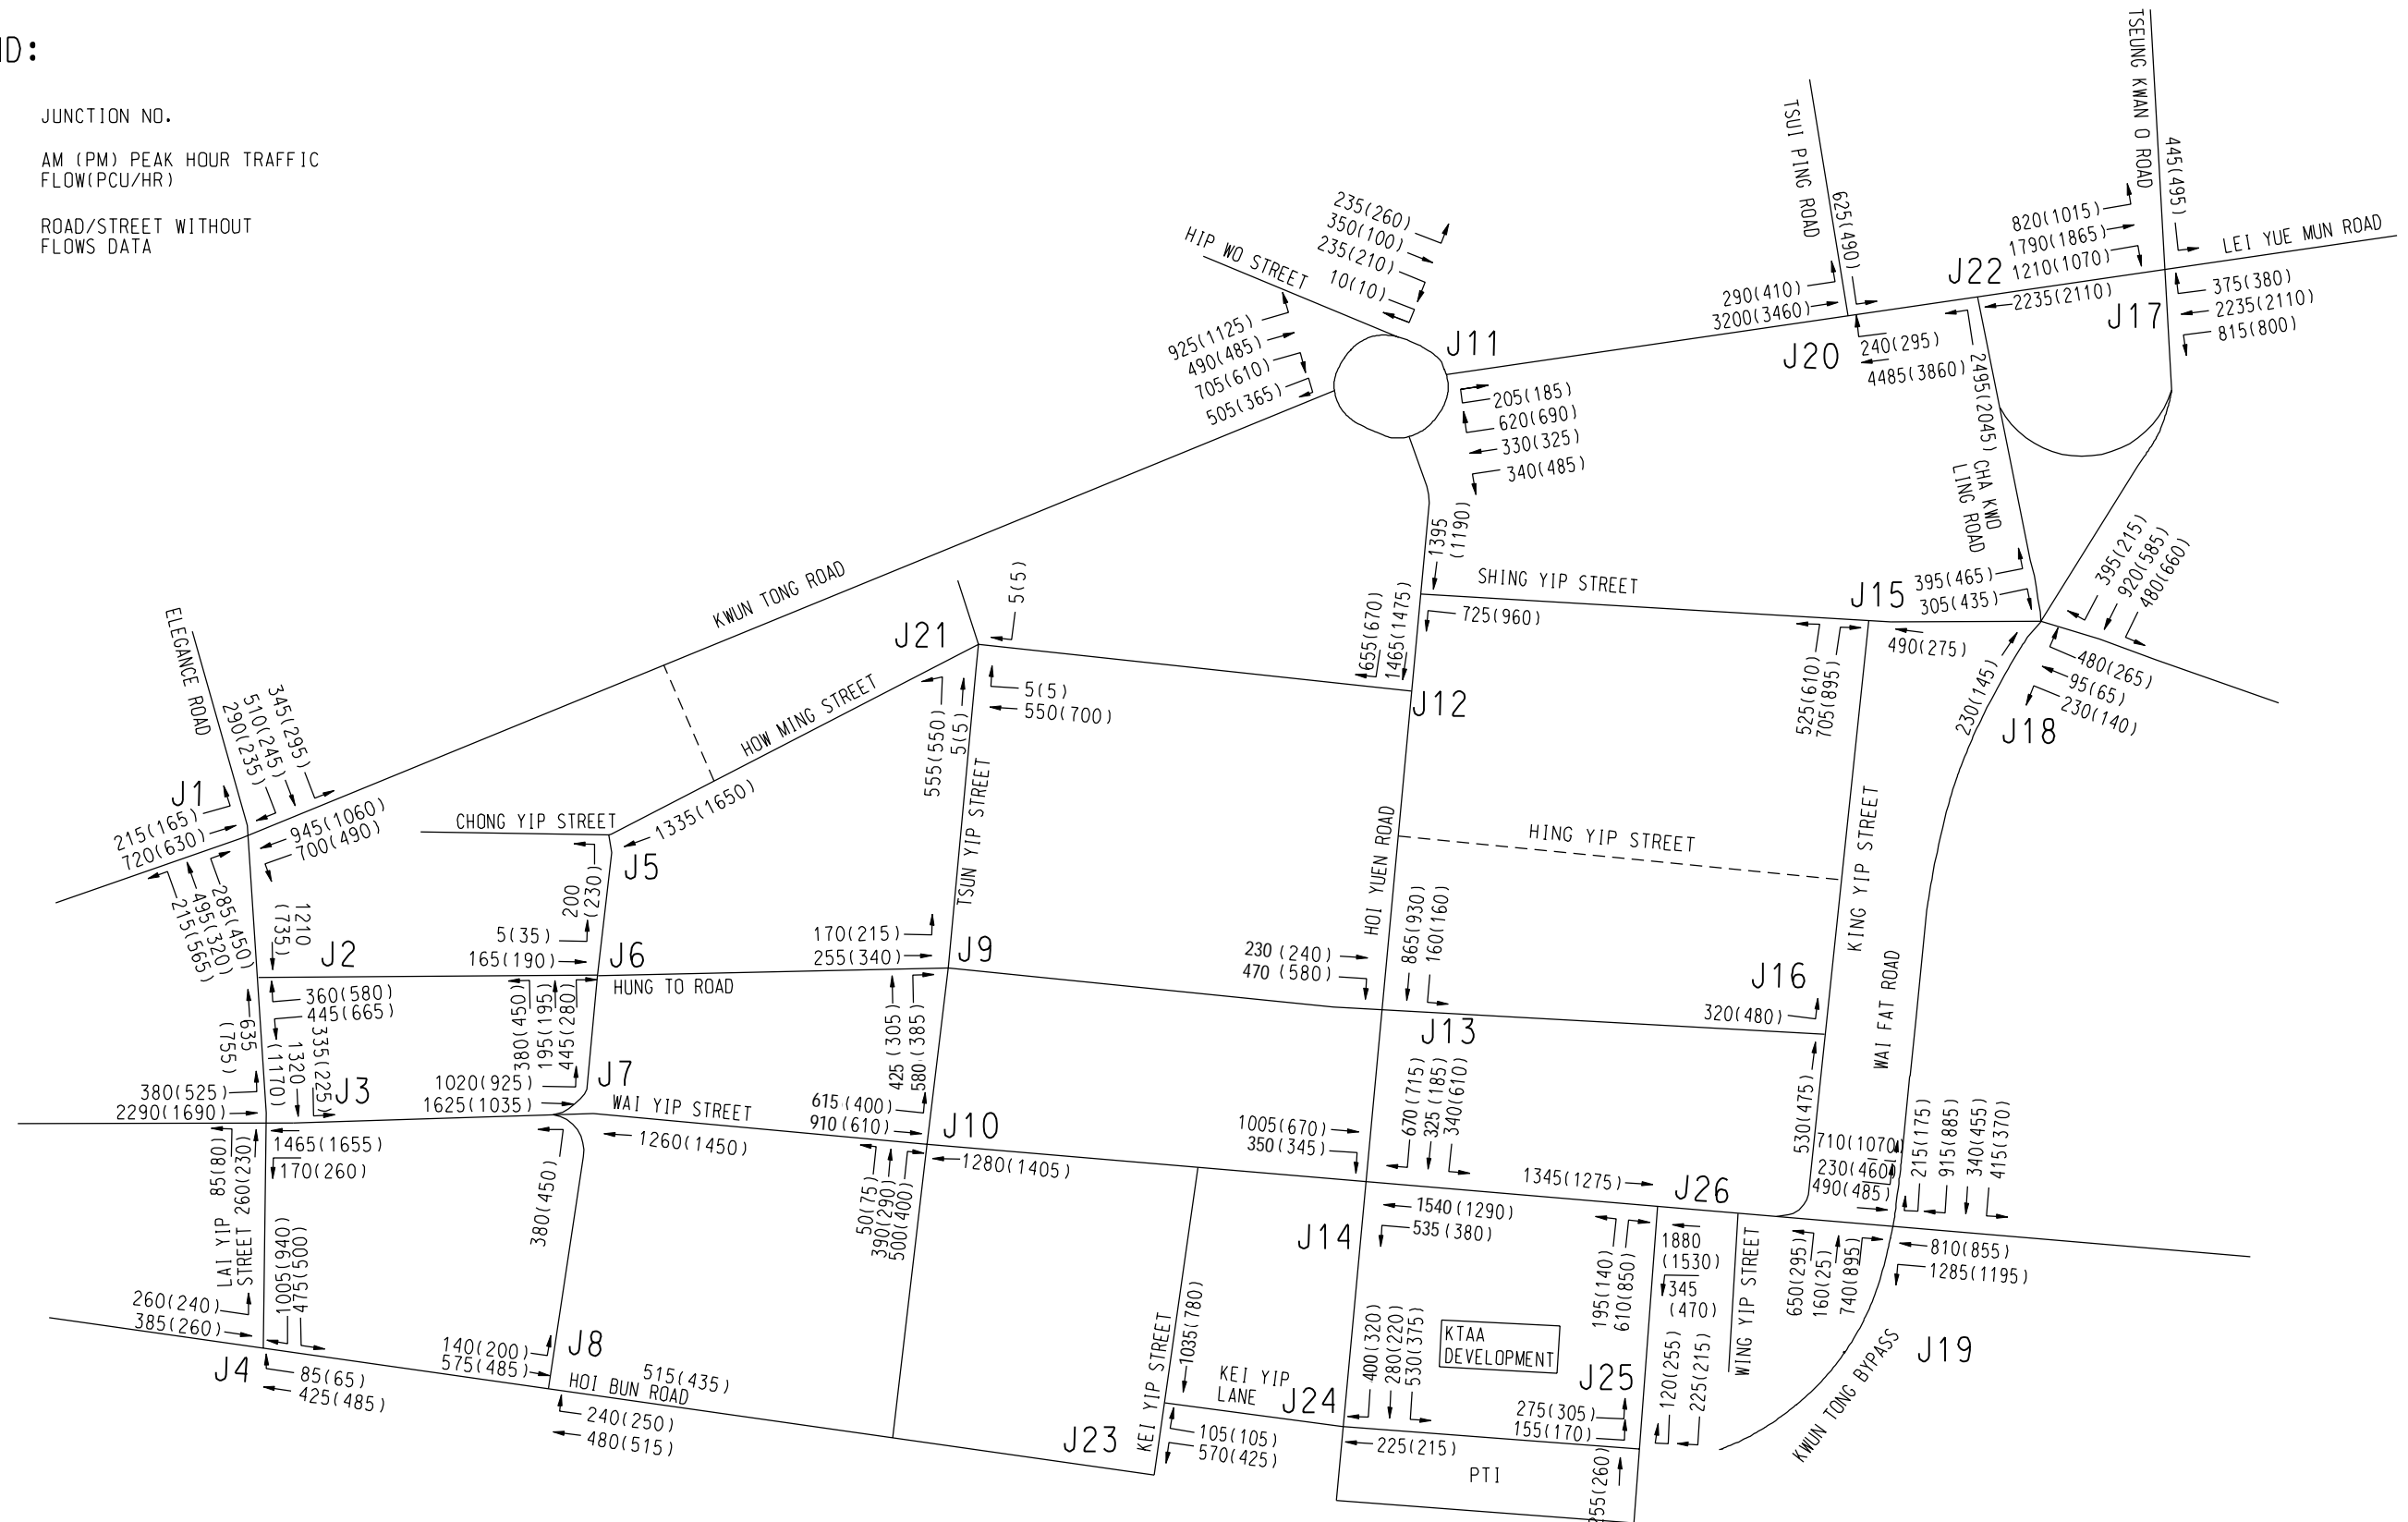 ND:
JUNCTION NO.
AM (PM) PEAK HOUR TRAFFIC
FLOW(PCU/HR)
ROAD/STREET WITHOUT
FLOWS DATA
TSEUNG KWAN O ROAD
445(495)
TSUI PING ROAD
625(490)
820(1015)
1790(1865)
1210(1070)
LEI YUE MUN ROAD
J22
2235(2110)
J17
375(380)
2235(2110)
815(800)
290(410)
3200(3460)
J20
240(295)
4485(3860)
2495(2045)
CHA KWO
LING ROAD
235(260)
350(100)
235(210)
10(10)
HIP WO STREET
925(1125)
490(485)
705(610)
505(365)
J11
205(185)
620(690)
330(325)
340(485)
1395
(1190)
SHING YIP STREET
725(960)
1655(670)
1465(1475)
J12
J15
395(465)
305(435)
490(275)
525(610)
705(895)
395(215)
920(585)
480(660)
480(265)
95(65)
230(140)
230(145)
J18
KWUN TONG ROAD
J21
5(5)
5(5)
550(700)
555(550)
5(5)
HOW MING STREET
1335(1650)
TSUN YIP STREET
ELEGANCE ROAD
345(295)
510(245)
290(235)
J1
215(165)
720(630)
945(1060)
700(490)
285(450)
495(320)
215(565)
1210
(735)
CHONG YIP STREET
J5
200
(230)
HOI YUEN ROAD
HING YIP STREET
KING YIP STREET
WAI FAT ROAD
J2
360(580)
445(665)
635
(755)
1320
(1170)
335(225)
5(35)
165(190)
J6
HUNG TO ROAD
380(450)
195(195)
445(280)
170(215)
255(340)
J9
425 (305)
580 (385)
230 (240)
470 (580)
865(930)
160(160)
J13
320(480)
J16
530(475)
J3
380(525)
2290(1690)
1465(1655)
170(260)
85(80)
260(230)
LAI YIP
STREET
1005(940)
475(500)
1020(925)
1625(1035)
J7
WAI YIP STREET
1260(1450)
380(450)
615 (400)
910 (610)
J10
1280(1405)
50(75)
390(290)
500(400)
1005(670)
350(345)
670 (715)
325 (185)
340(610)
J14
1540(1290)
535 (380)
1345(1275)
J26
1880
(1530)
345
(470)
195(140)
610(850)
WING YIP STREET
710(1070)
230(460)
490(485)
215(175)
915(885)
340(455)
415(370)
810(855)
1285(1195)
650(295)
160(25)
740(895)
J19
KWUN TONG BYPASS
260(240)
385(260)
J4
85(65)
425(485)
140(200)
575(485)
J8
HOI BUN ROAD
515(435)
240(250)
480(515)
J23
KEI YIP STREET
1035(780)
105(105)
570(425)
KEI YIP
LANE
J24
400(320)
280(220)
530(375)
225(215)
KTAA
DEVELOPMENT
J25
275(305)
155(170)
120(255)
225(215)
255(260)
PTI